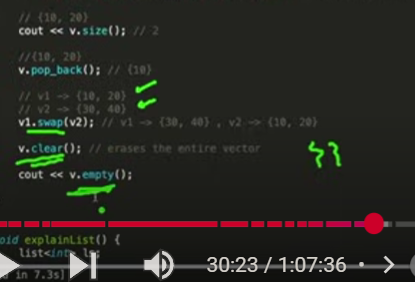 // {10, 20}
cout << v.size(); // 2
//{10, 20}
v.pop_back(); // {10}
// v1 -> {10, 20}
// v2 -> {30, 40}
v1.swap(v2); // v1 -> {30, 40} , v2 -> {10, 20}
v.clear(); // erases the entire vector
{}
cout << v.empty();
oid explainList() {
list<int> ls;
d in 7.3s]
30:23 / 1:07:36